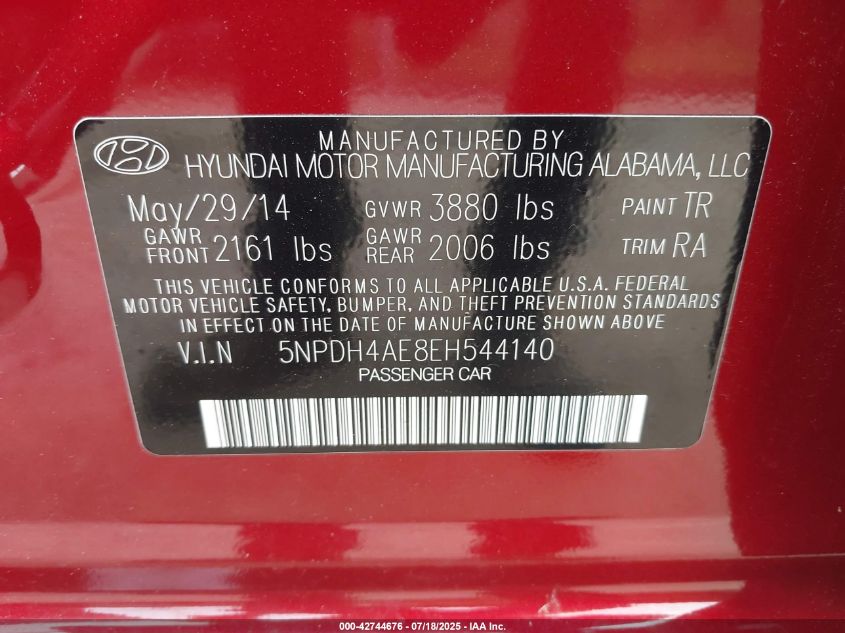 MANUFACTURED BY
HYUNDAI MOTOR MANUFACTURING ALABAMA, LLC
May/29/14 GVWR 3880 lbs PAINT TR
GAWR FRONT 2161 lbs GAWR REAR 2006 lbs TRIM RA
THIS VEHICLE CONFORMS TO ALL APPLICABLE U.S.A. FEDERAL
MOTOR VEHICLE SAFETY, BUMPER, AND THEFT PREVENTION STANDARDS
IN EFFECT ON THE DATE OF MANUFACTURE SHOWN ABOVE
V.I.N 5NPDH4AE8EH544140
PASSENGER CAR
000-42744676 - 07/18/2025 - IAA Inc.